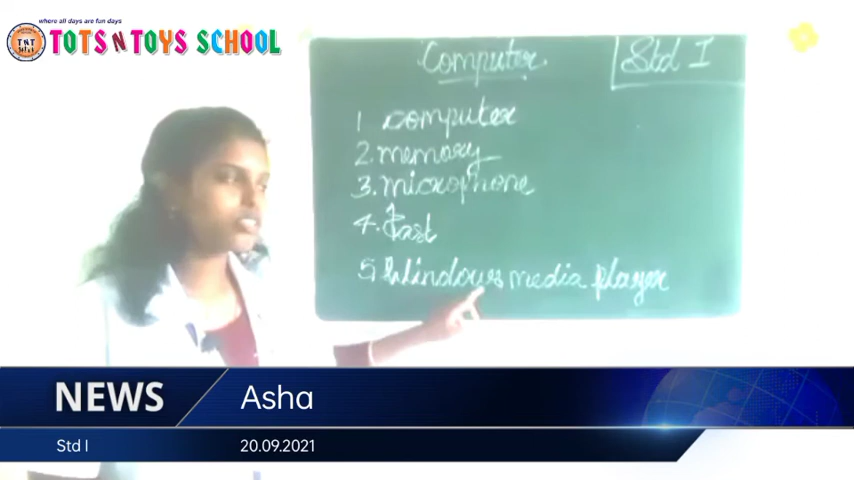 where all days are fun days
TNT
TOTS N TOYS SCHOOL
Computer
Std I
1 computer
2. memory
3. microphone
4. fast
5 Windows media player
NEWS
Asha
Std I
20.09.2021